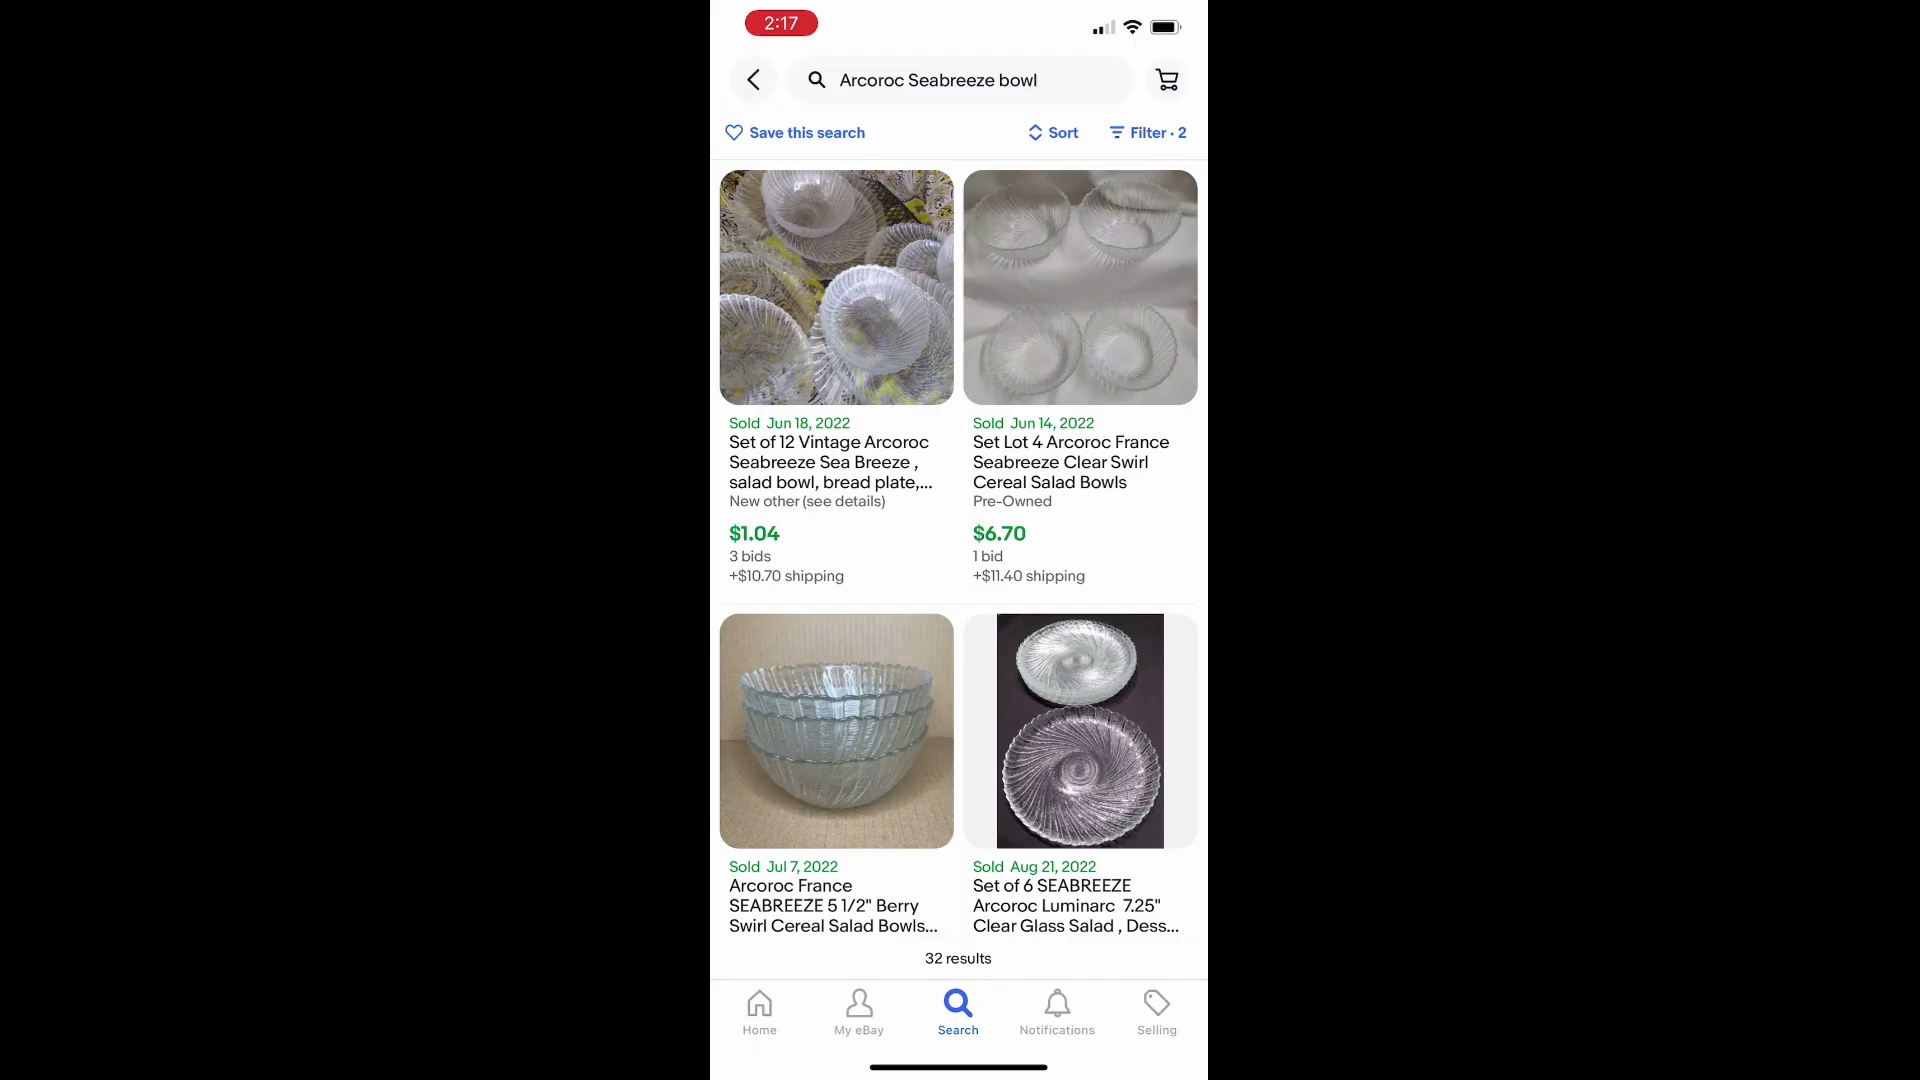 2:17
Arcoroc Seabreeze bowl
Save this search
Sort
Filter • 2
Sold Jun 18, 2022
Set of 12 Vintage Arcoroc
Seabreeze Sea Breeze ,
salad bowl, bread plate,...
New other (see details)
$1.04
3 bids
+$10.70 shipping
Sold Jun 14, 2022
Set Lot 4 Arcoroc France
Seabreeze Clear Swirl
Cereal Salad Bowls
Pre-Owned
$6.70
1 bid
+$11.40 shipping
Sold Jul 7, 2022
Arcoroc France
SEABREEZE 5 1/2" Berry
Swirl Cereal Salad Bowls...
Sold Aug 21, 2022
Set of 6 SEABREEZE
Arcoroc Luminarc 7.25"
Clear Glass Salad , Dess...
32 results
Home
My eBay
Search
Notifications
Selling